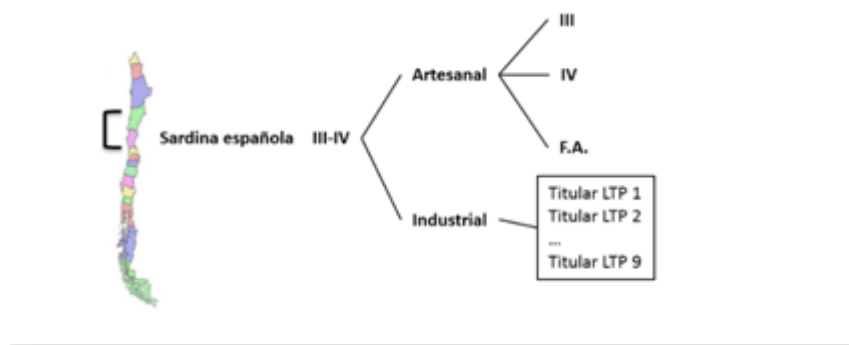 III
Artesanal
IV
Sardina española III-IV
F.A.
Industrial
Titular LTP 1
Titular LTP 2
...
Titular LTP 9